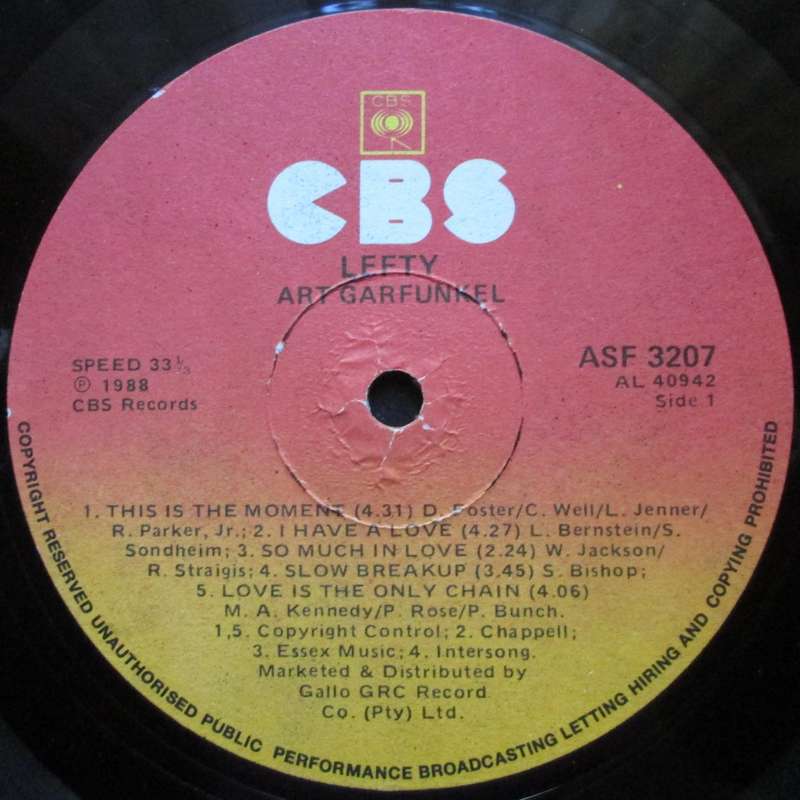 CBS
CBS
LEFTY
ART GARFUNKEL
SPEED 33⅓
℗ 1988
CBS Records
ASF 3207
AL 40942
Side 1
1. THIS IS THE MOMENT (4.31) D. Foster/C. Well/L. Jenner/
R. Parker, Jr.; 2. I HAVE A LOVE (4.27) L. Bernstein/S.
Sondheim; 3. SO MUCH IN LOVE (2.24) W. Jackson/
R. Straigis; 4. SLOW BREAKUP (3.45) S. Bishop;
5. LOVE IS THE ONLY CHAIN (4.06)
M. A. Kennedy/P. Rose/P. Bunch.
1,5. Copyright Control; 2. Chappell;
3. Essex Music; 4. Intersong.
Marketed & Distributed by
Gallo GRC Record
Co. (Pty) Ltd.
COPYRIGHT RESERVED UNAUTHORISED PUBLIC PERFORMANCE BROADCASTING LETTING HIRING AND COPYING PROHIBITED